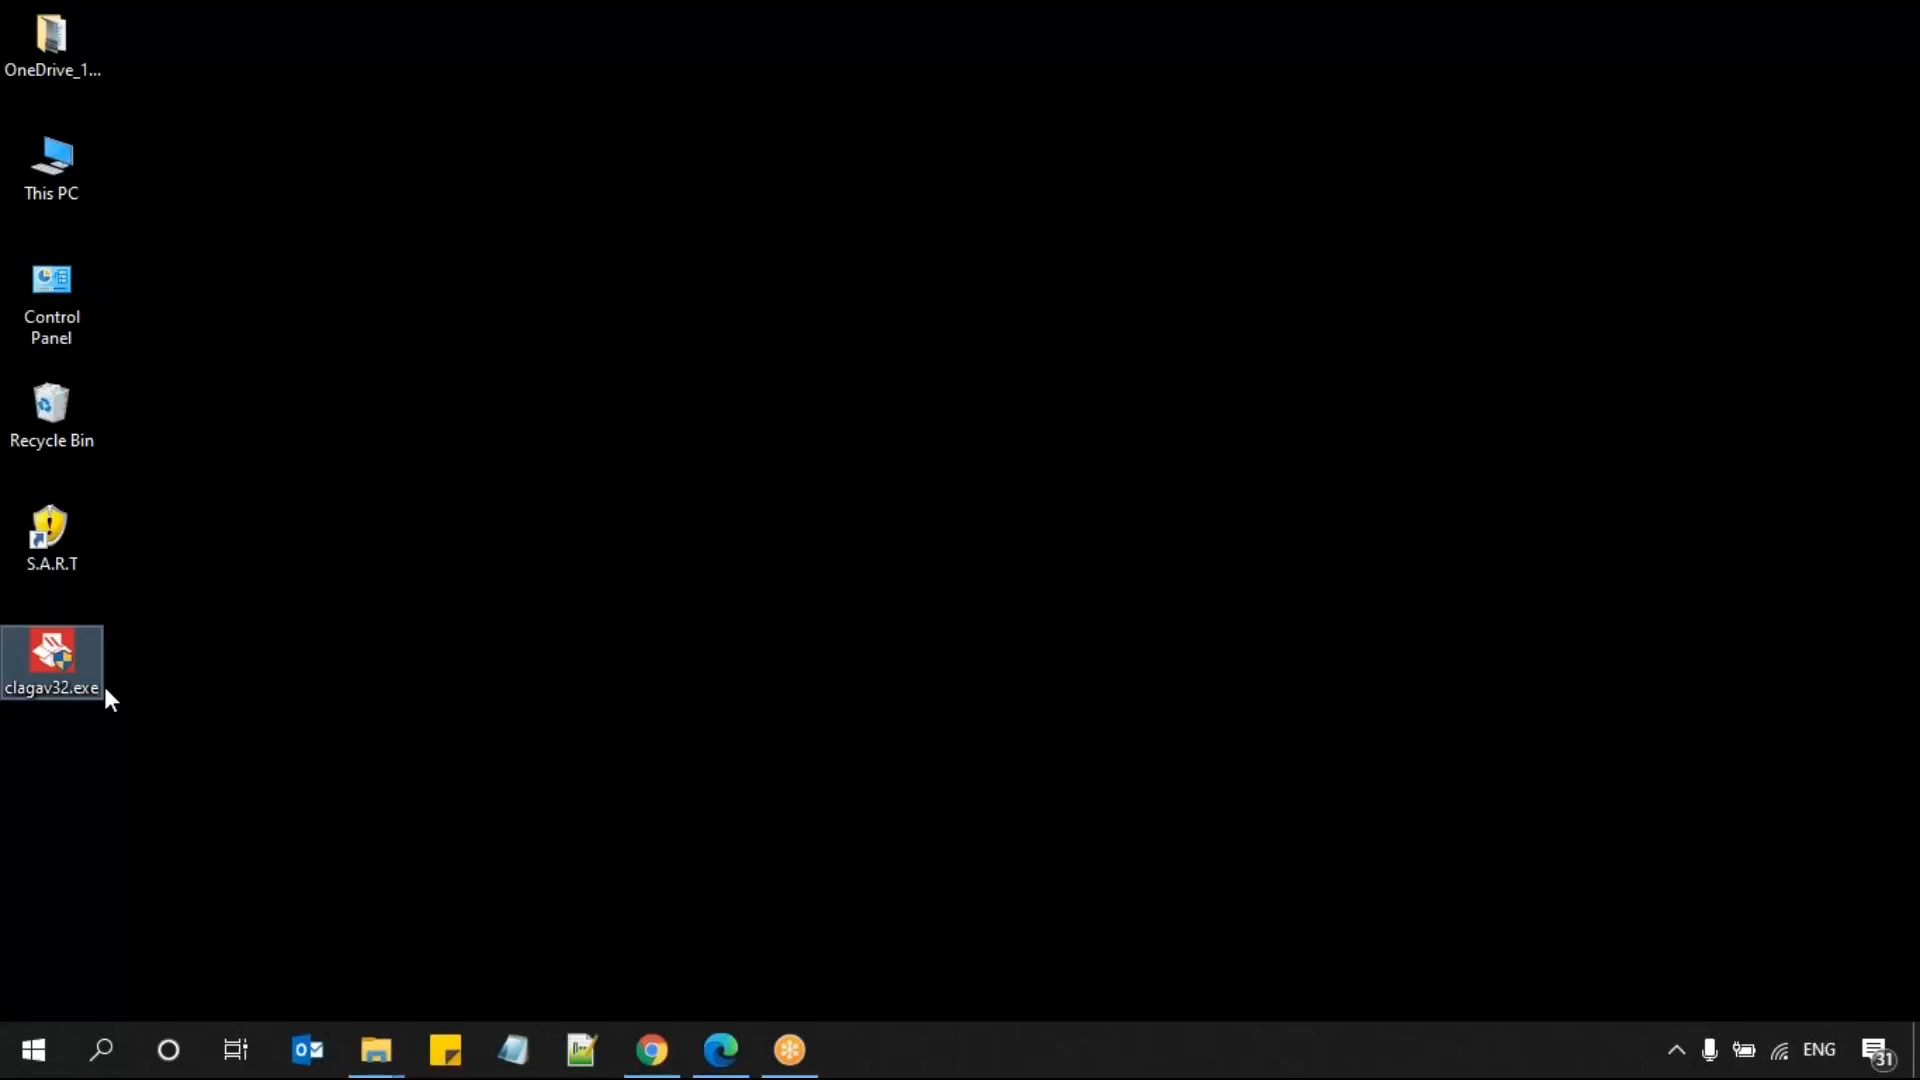 OneDrive_1...
This PC
Control
Panel
Recycle Bin
S.A.R.T
clagav32.exe
ENG
31